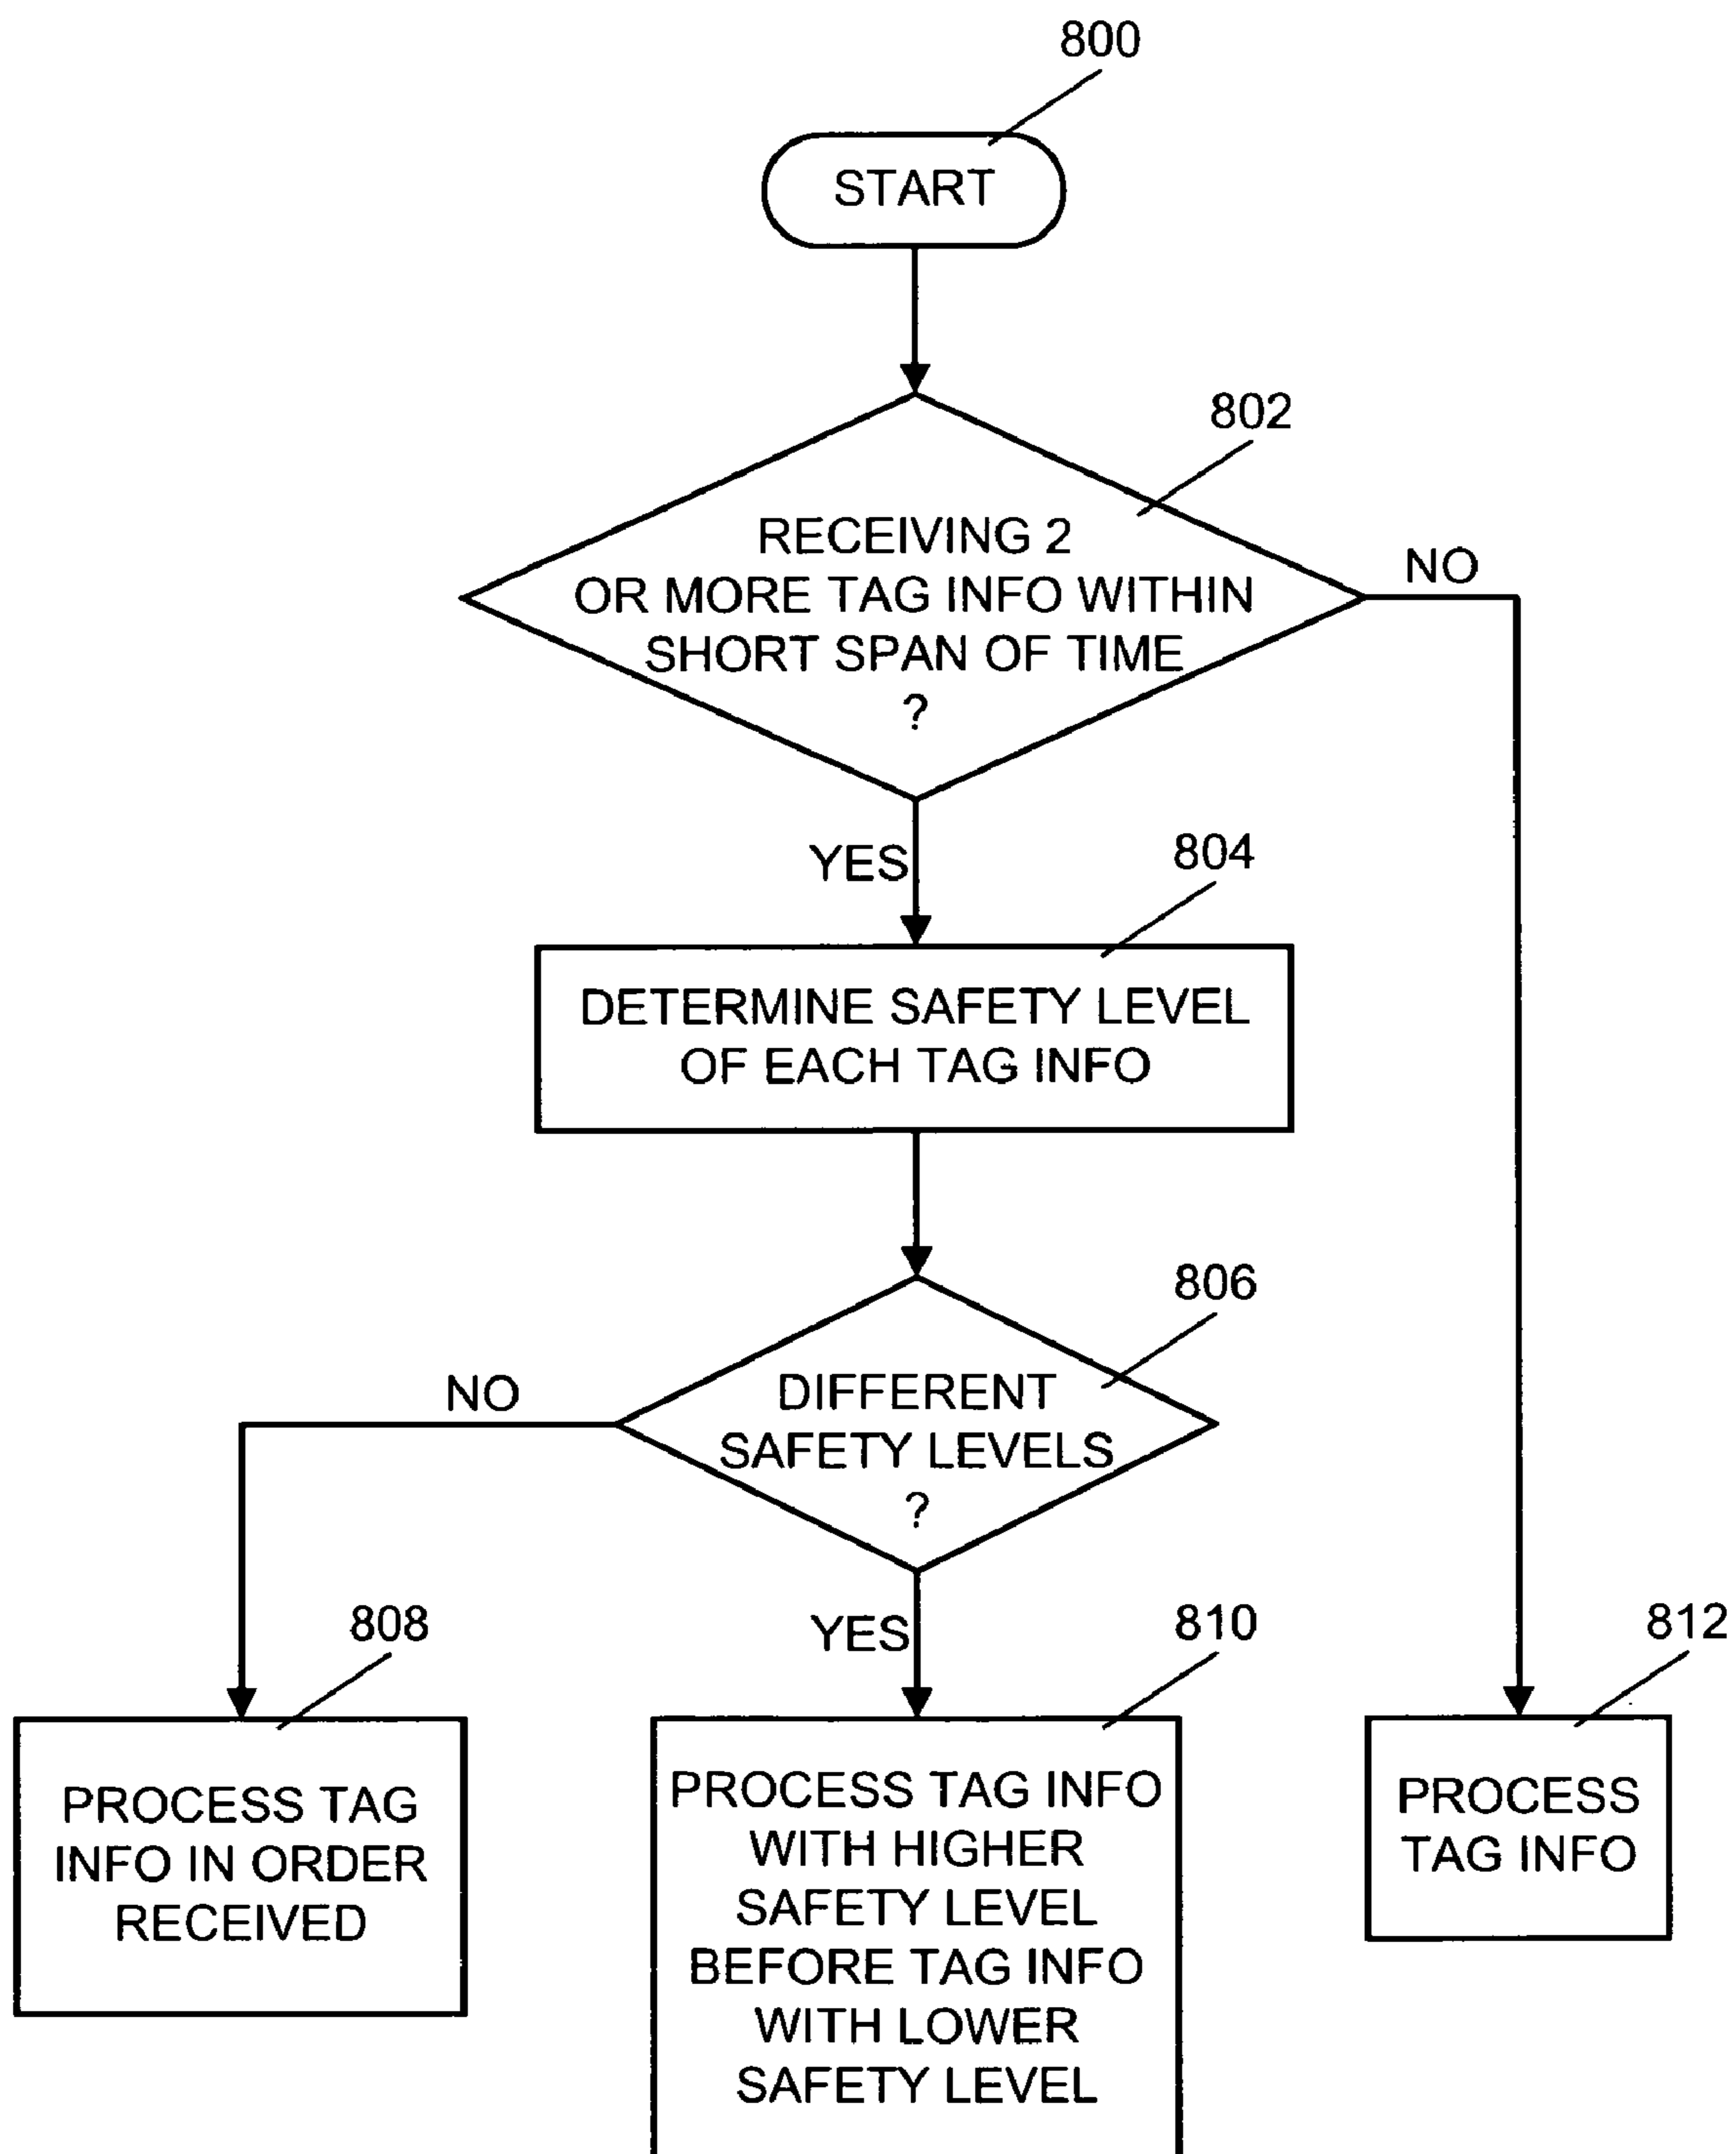 800
START
802
RECEIVING 2
OR MORE TAG INFO WITHIN
SHORT SPAN OF TIME
?
NO
YES
804
DETERMINE SAFETY LEVEL
OF EACH TAG INFO
806
DIFFERENT
SAFETY LEVELS
?
NO
YES
808
PROCESS TAG
INFO IN ORDER
RECEIVED
810
PROCESS TAG INFO
WITH HIGHER
SAFETY LEVEL
BEFORE TAG INFO
WITH LOWER
SAFETY LEVEL
812
PROCESS
TAG INFO